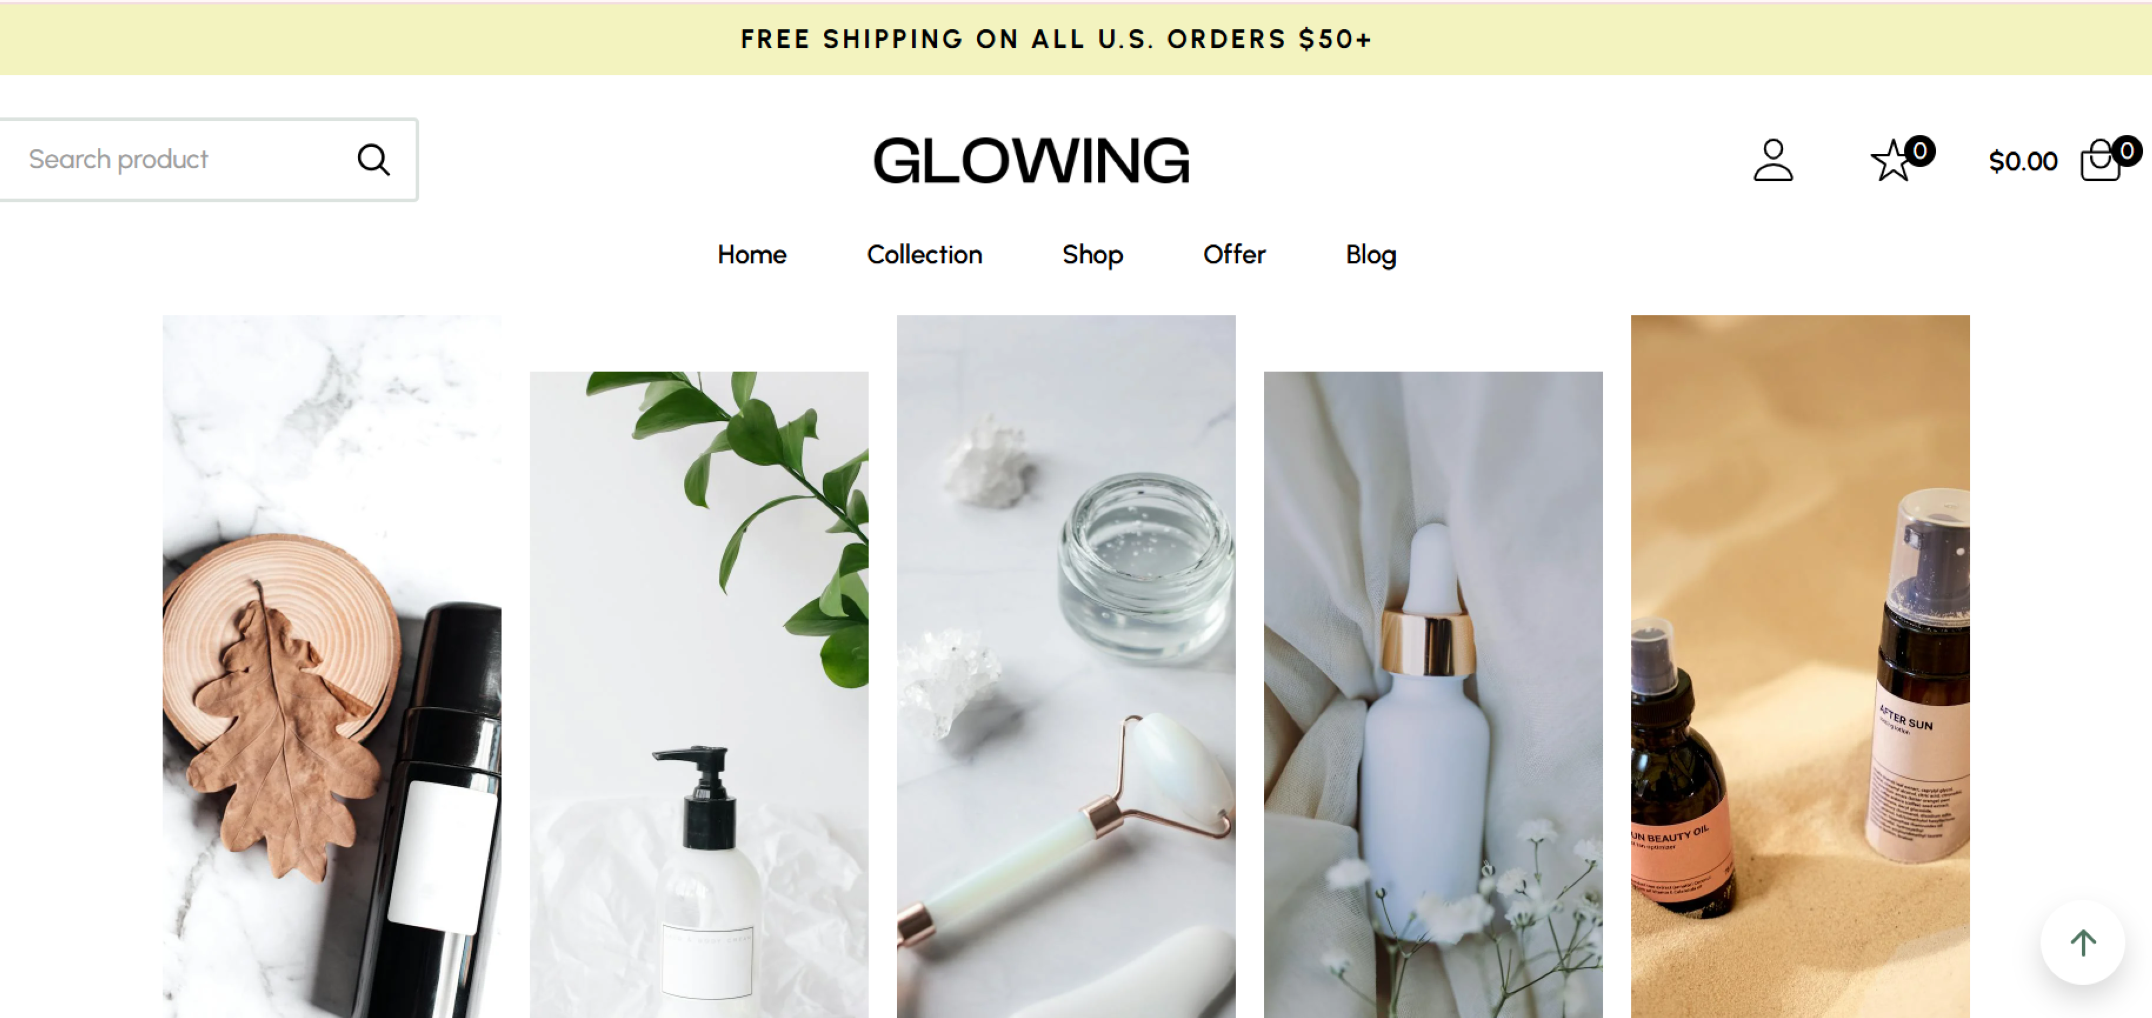 FREE SHIPPING ON ALL U.S. ORDERS $50+
Search product
GLOWING
0
$0.00
0
Home
Collection
Shop
Offer
Blog
AFTER SUN
UN BEAUTY OIL